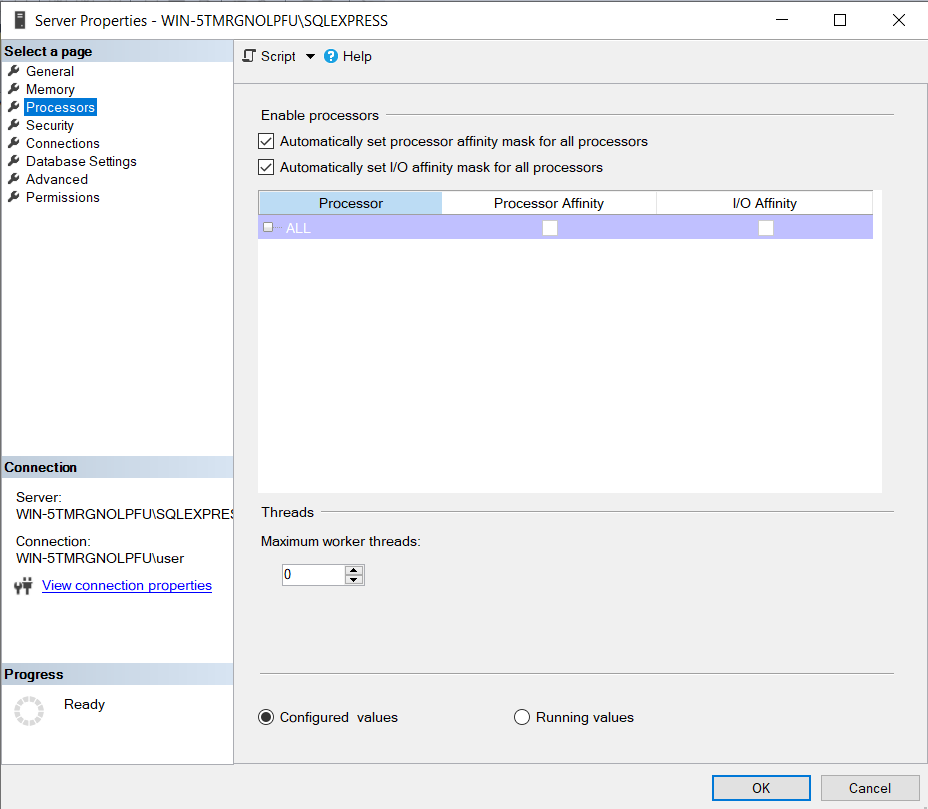 Server Properties - WIN-5TMRGNOLPFU\SQLEXPRESS
Select a page
General
Memory
Processors
Security
Connections
Database Settings
Advanced
Permissions
Connection
Server:
WIN-5TMRGNOLPFU\SQLEXPRES
Connection:
WIN-5TMRGNOLPFU\user
View connection properties
Progress
Ready
Script Help
Enable processors
Automatically set processor affinity mask for all processors
Automatically set I/O affinity mask for all processors
Processor Processor Affinity I/O Affinity
ALL
Threads
Maximum worker threads:
0
Configured values Running values
OK Cancel